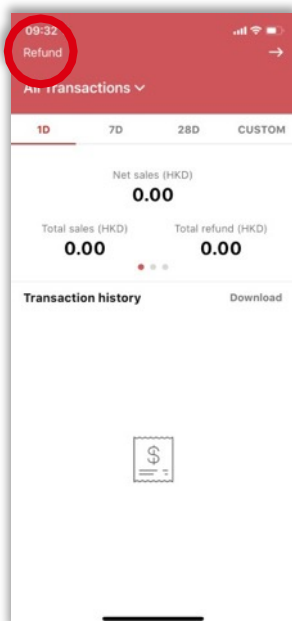 09:32
Refund →
All Transactions
1D 7D 28D CUSTOM
Net sales (HKD)
0.00
Total sales (HKD) Total refund (HKD)
0.00 0.00
Transaction history Download
$